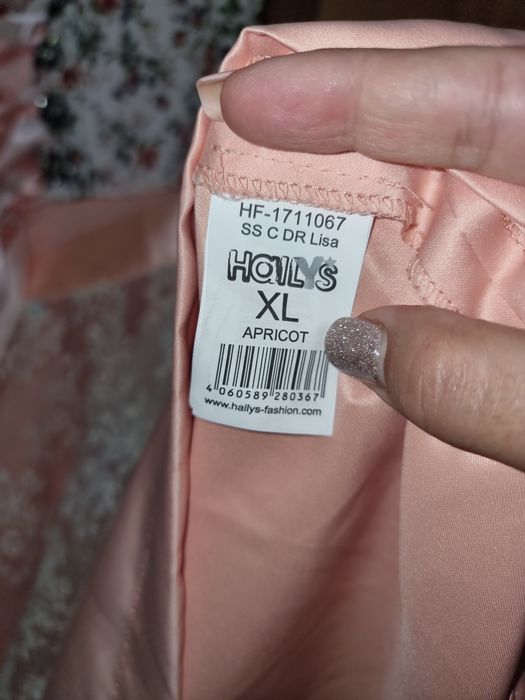 HF-1711067
SS C DR Lisa
HaiLYS
XL
APRICOT
4 060589 280367
www.hailys-fashion.com